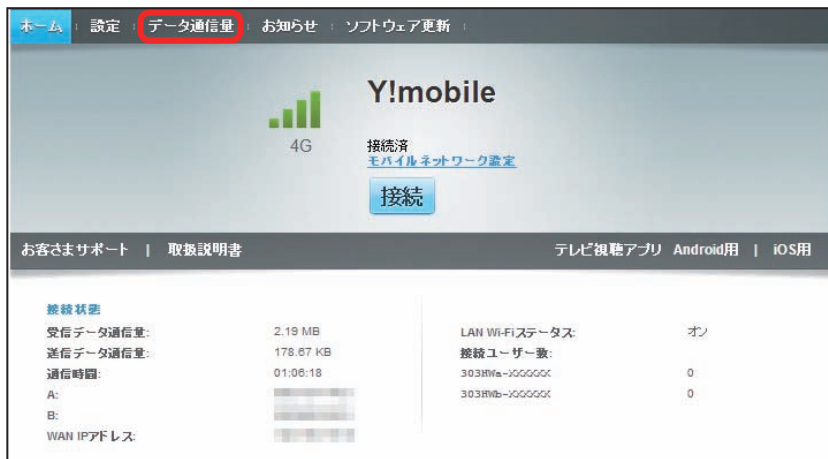 ホーム 設定 データ通信量 お知らせ ソフトウェア更新
Y!mobile
4G
接続済
モバイルネットワーク設定
接続
お客さまサポート | 取扱説明書 テレビ視聴アプリ Android用 | iOS用
接続状態
受信データ通信量: 2.19 MB
送信データ通信量: 178.67 KB
通信時間: 01:06:18
A:
B:
WAN IPアドレス:
LAN Wi-Fiステータス: オン
接続ユーザー数:
303HWa-XXXXXX 0
303HWb-XXXXXX 0